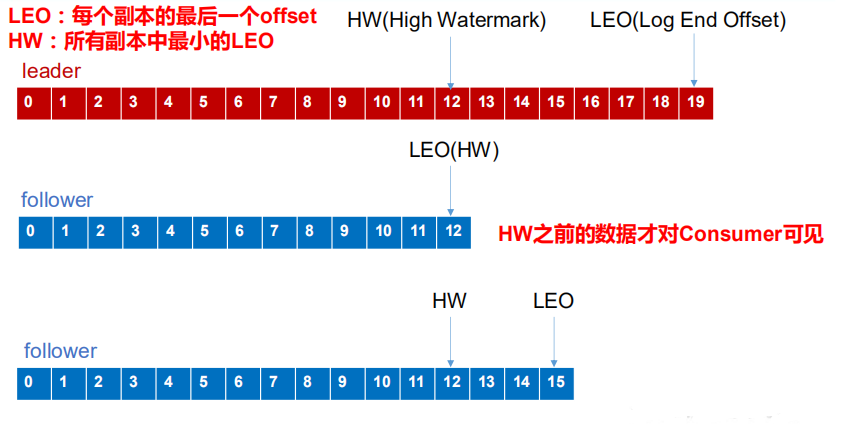 LEO：每个副本的最后一个offset
HW：所有副本中最小的LEO
HW(High Watermark)
LEO(Log End Offset)
leader
0 1 2 3 4 5 6 7 8 9 10 11 12 13 14 15 16 17 18 19
LEO(HW)
follower
0 1 2 3 4 5 6 7 8 9 10 11 12
HW之前的数据才对Consumer可见
HW
LEO
follower
0 1 2 3 4 5 6 7 8 9 10 11 12 13 14 15